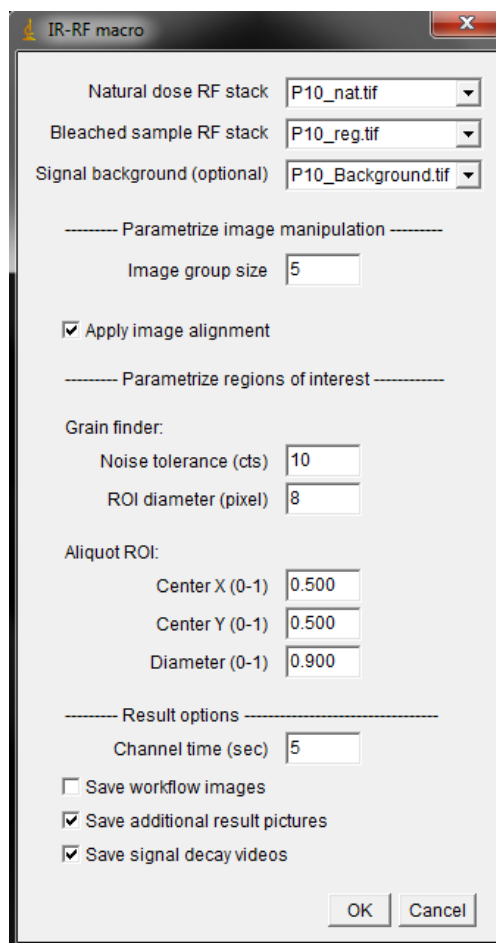 IR-RF macro
Natural dose RF stack P10_nat.tif
Bleached sample RF stack P10_reg.tif
Signal background (optional) P10_Background.tif
--------- Parametrize image manipulation ---------
Image group size 5
Apply image alignment
--------- Parametrize regions of interest------------
Grain finder:
Noise tolerance (cts) 10
ROI diameter (pixel) 8
Aliquot ROI:
Center X (0-1) 0.500
Center Y (0-1) 0.500
Diameter (0-1) 0.900
--------- Result options ---------------------------------
Channel time (sec) 5
Save workflow images
Save additional result pictures
Save signal decay videos
OK Cancel